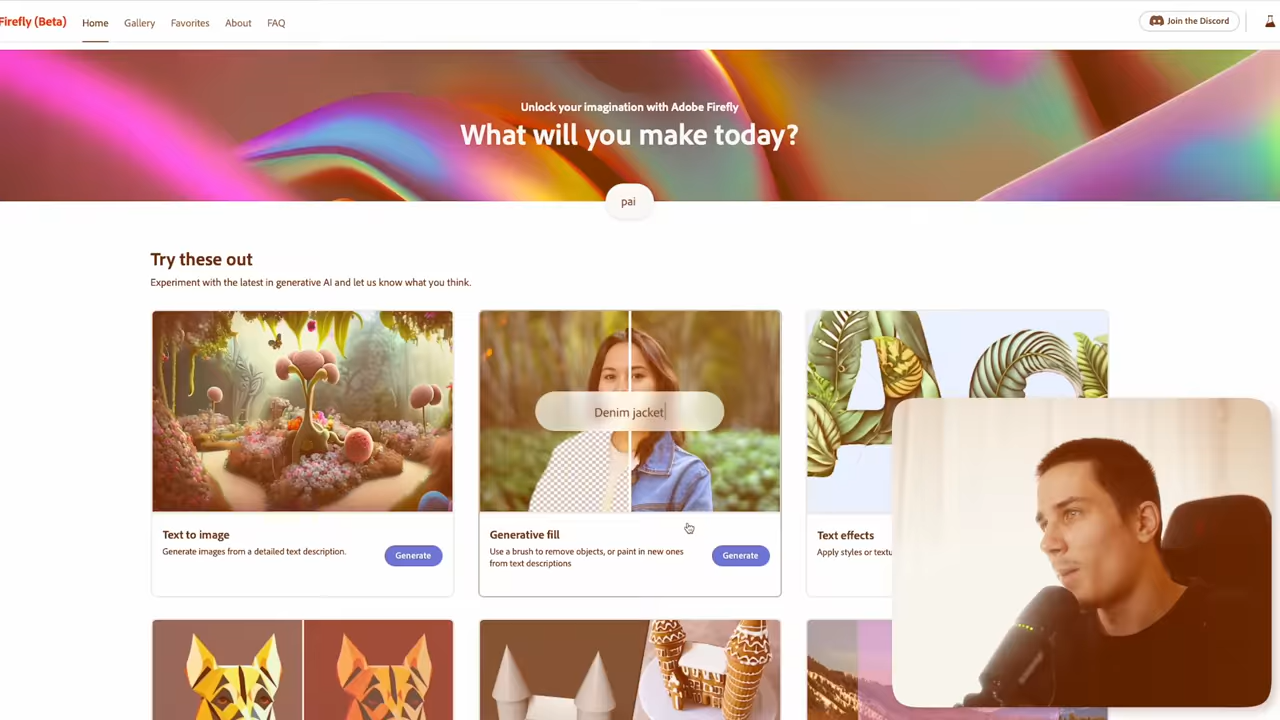 Firefly (Beta)
Home
Gallery
Favorites
About
FAQ
Join the Discord
Unlock your imagination with Adobe Firefly
What will you make today?
pai
Try these out
Experiment with the latest in generative AI and let us know what you think.
Denim jacket
Text to image
Generate images from a detailed text description.
Generate
Generative fill
Use a brush to remove objects, or paint in new ones
from text descriptions
Generate
Text effects
Apply styles or textu